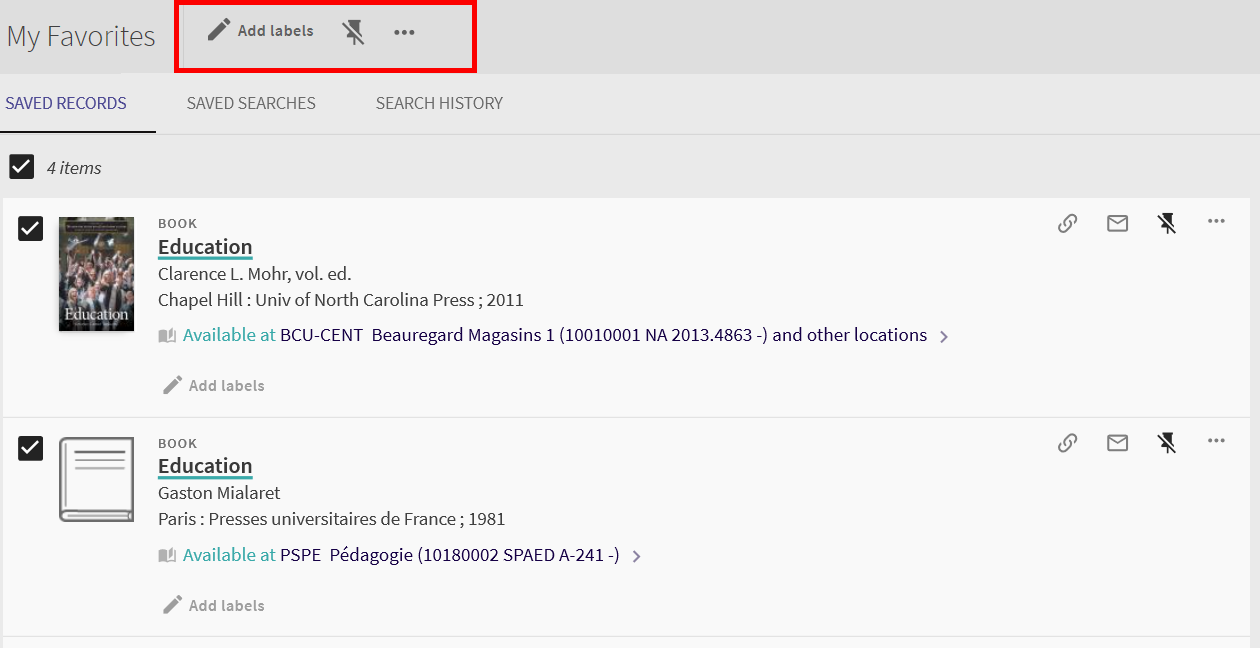 My Favorites
Add labels
SAVED RECORDS SAVED SEARCHES SEARCH HISTORY
4 items
BOOK
Education
Clarence L. Mohr, vol. ed.
Chapel Hill : Univ of North Carolina Press ; 2011
Available at BCU-CENT Beauregard Magasins 1 (10010001 NA 2013.4863 -) and other locations
Add labels
Education
BOOK
Education
Gaston Mialaret
Paris : Presses universitaires de France ; 1981
Available at PSPE Pédagogie (10180002 SPAED A-241 -)
Add labels